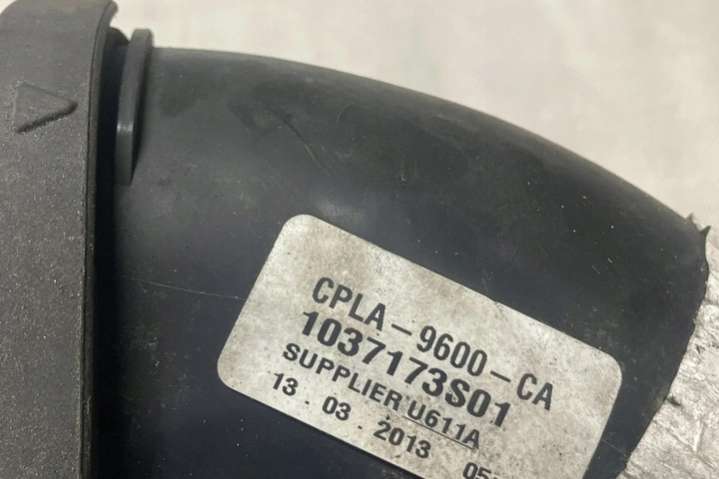 CPLA-9600-CA
1037173S01
SUPPLIER U611A
13 . 03 . 2013